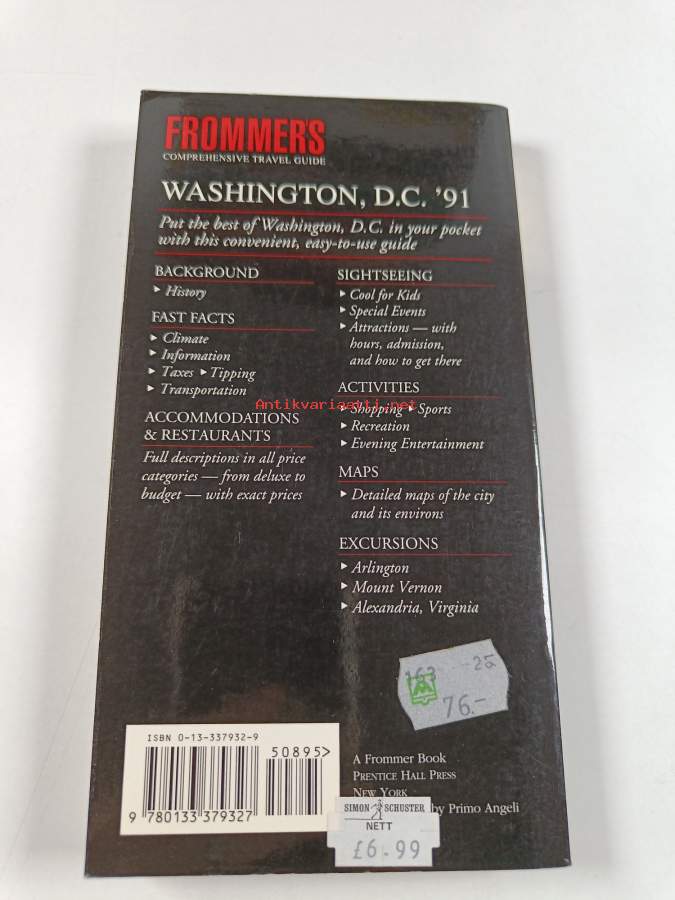 FROMMER'S
COMPREHENSIVE TRAVEL GUIDE
WASHINGTON, D.C. '91
Put the best of Washington, D.C. in your pocket
with this convenient, easy-to-use guide
BACKGROUND
▸ History
FAST FACTS
▸ Climate
▸ Information
▸ Taxes ▸ Tipping
▸ Transportation
ACCOMMODATIONS
& RESTAURANTS
Full descriptions in all price
categories — from deluxe to
budget — with exact prices
SIGHTSEEING
▸ Cool for Kids
▸ Special Events
▸ Attractions — with
hours, admission,
and how to get there
ACTIVITIES
▸ Shopping ▸ Sports
▸ Recreation
▸ Evening Entertainment
MAPS
▸ Detailed maps of the city
and its environs
EXCURSIONS
▸ Arlington
▸ Mount Vernon
▸ Alexandria, Virginia
Antikvariaatti.net
163 -25
76.-
ISBN 0-13-337932-9
50895>
9 780133 379327
A Frommer Book
PRENTICE HALL PRESS
NEW YORK
by Primo Angeli
SIMON SCHUSTER
NETT
£6.99